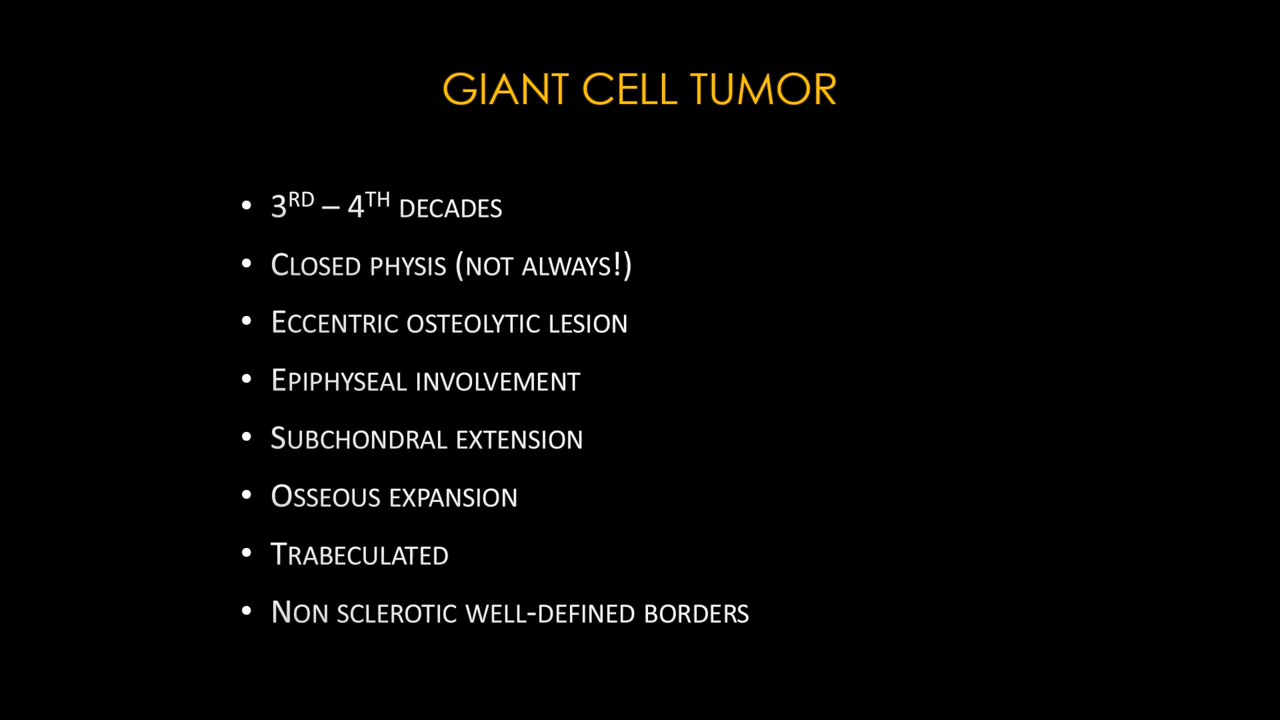 GIANT CELL TUMOR
• 3RD – 4TH DECADES
• CLOSED PHYSIS (NOT ALWAYS!)
• ECCENTRIC OSTEOLYTIC LESION
• EPIPHYSEAL INVOLVEMENT
• SUBCHONDRAL EXTENSION
• OSSEOUS EXPANSION
• TRABECULATED
• NON SCLEROTIC WELL-DEFINED BORDERS